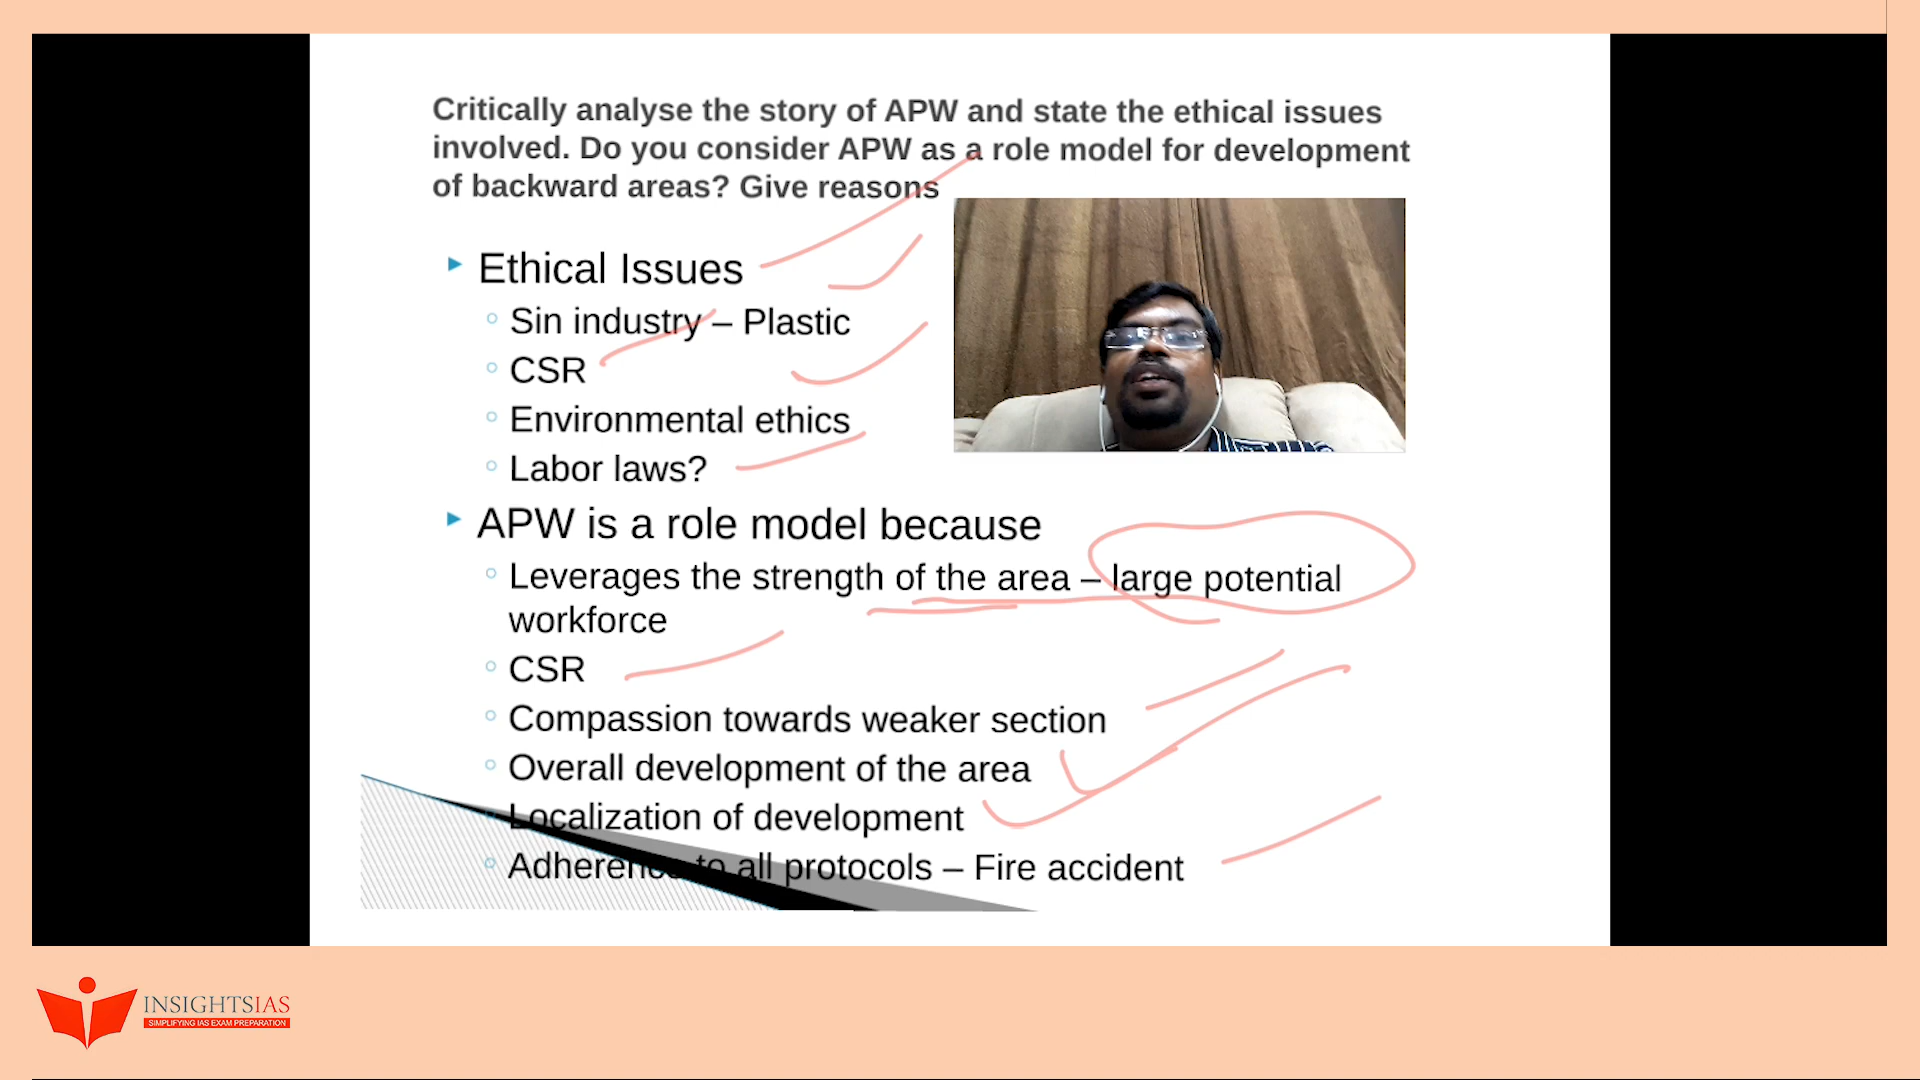 Critically analyse the story of APW and state the ethical issues
involved. Do you consider APW as a role model for development
of backward areas? Give reasons
Ethical Issues
Sin industry – Plastic
CSR
Environmental ethics
Labor laws?
APW is a role model because
Leverages the strength of the area – large potential
workforce
CSR
Compassion towards weaker section
Overall development of the area
Localization of development
Adherence to all protocols – Fire accident
INSIGHTSIAS
SIMPLIFYING IAS EXAM PREPARATION